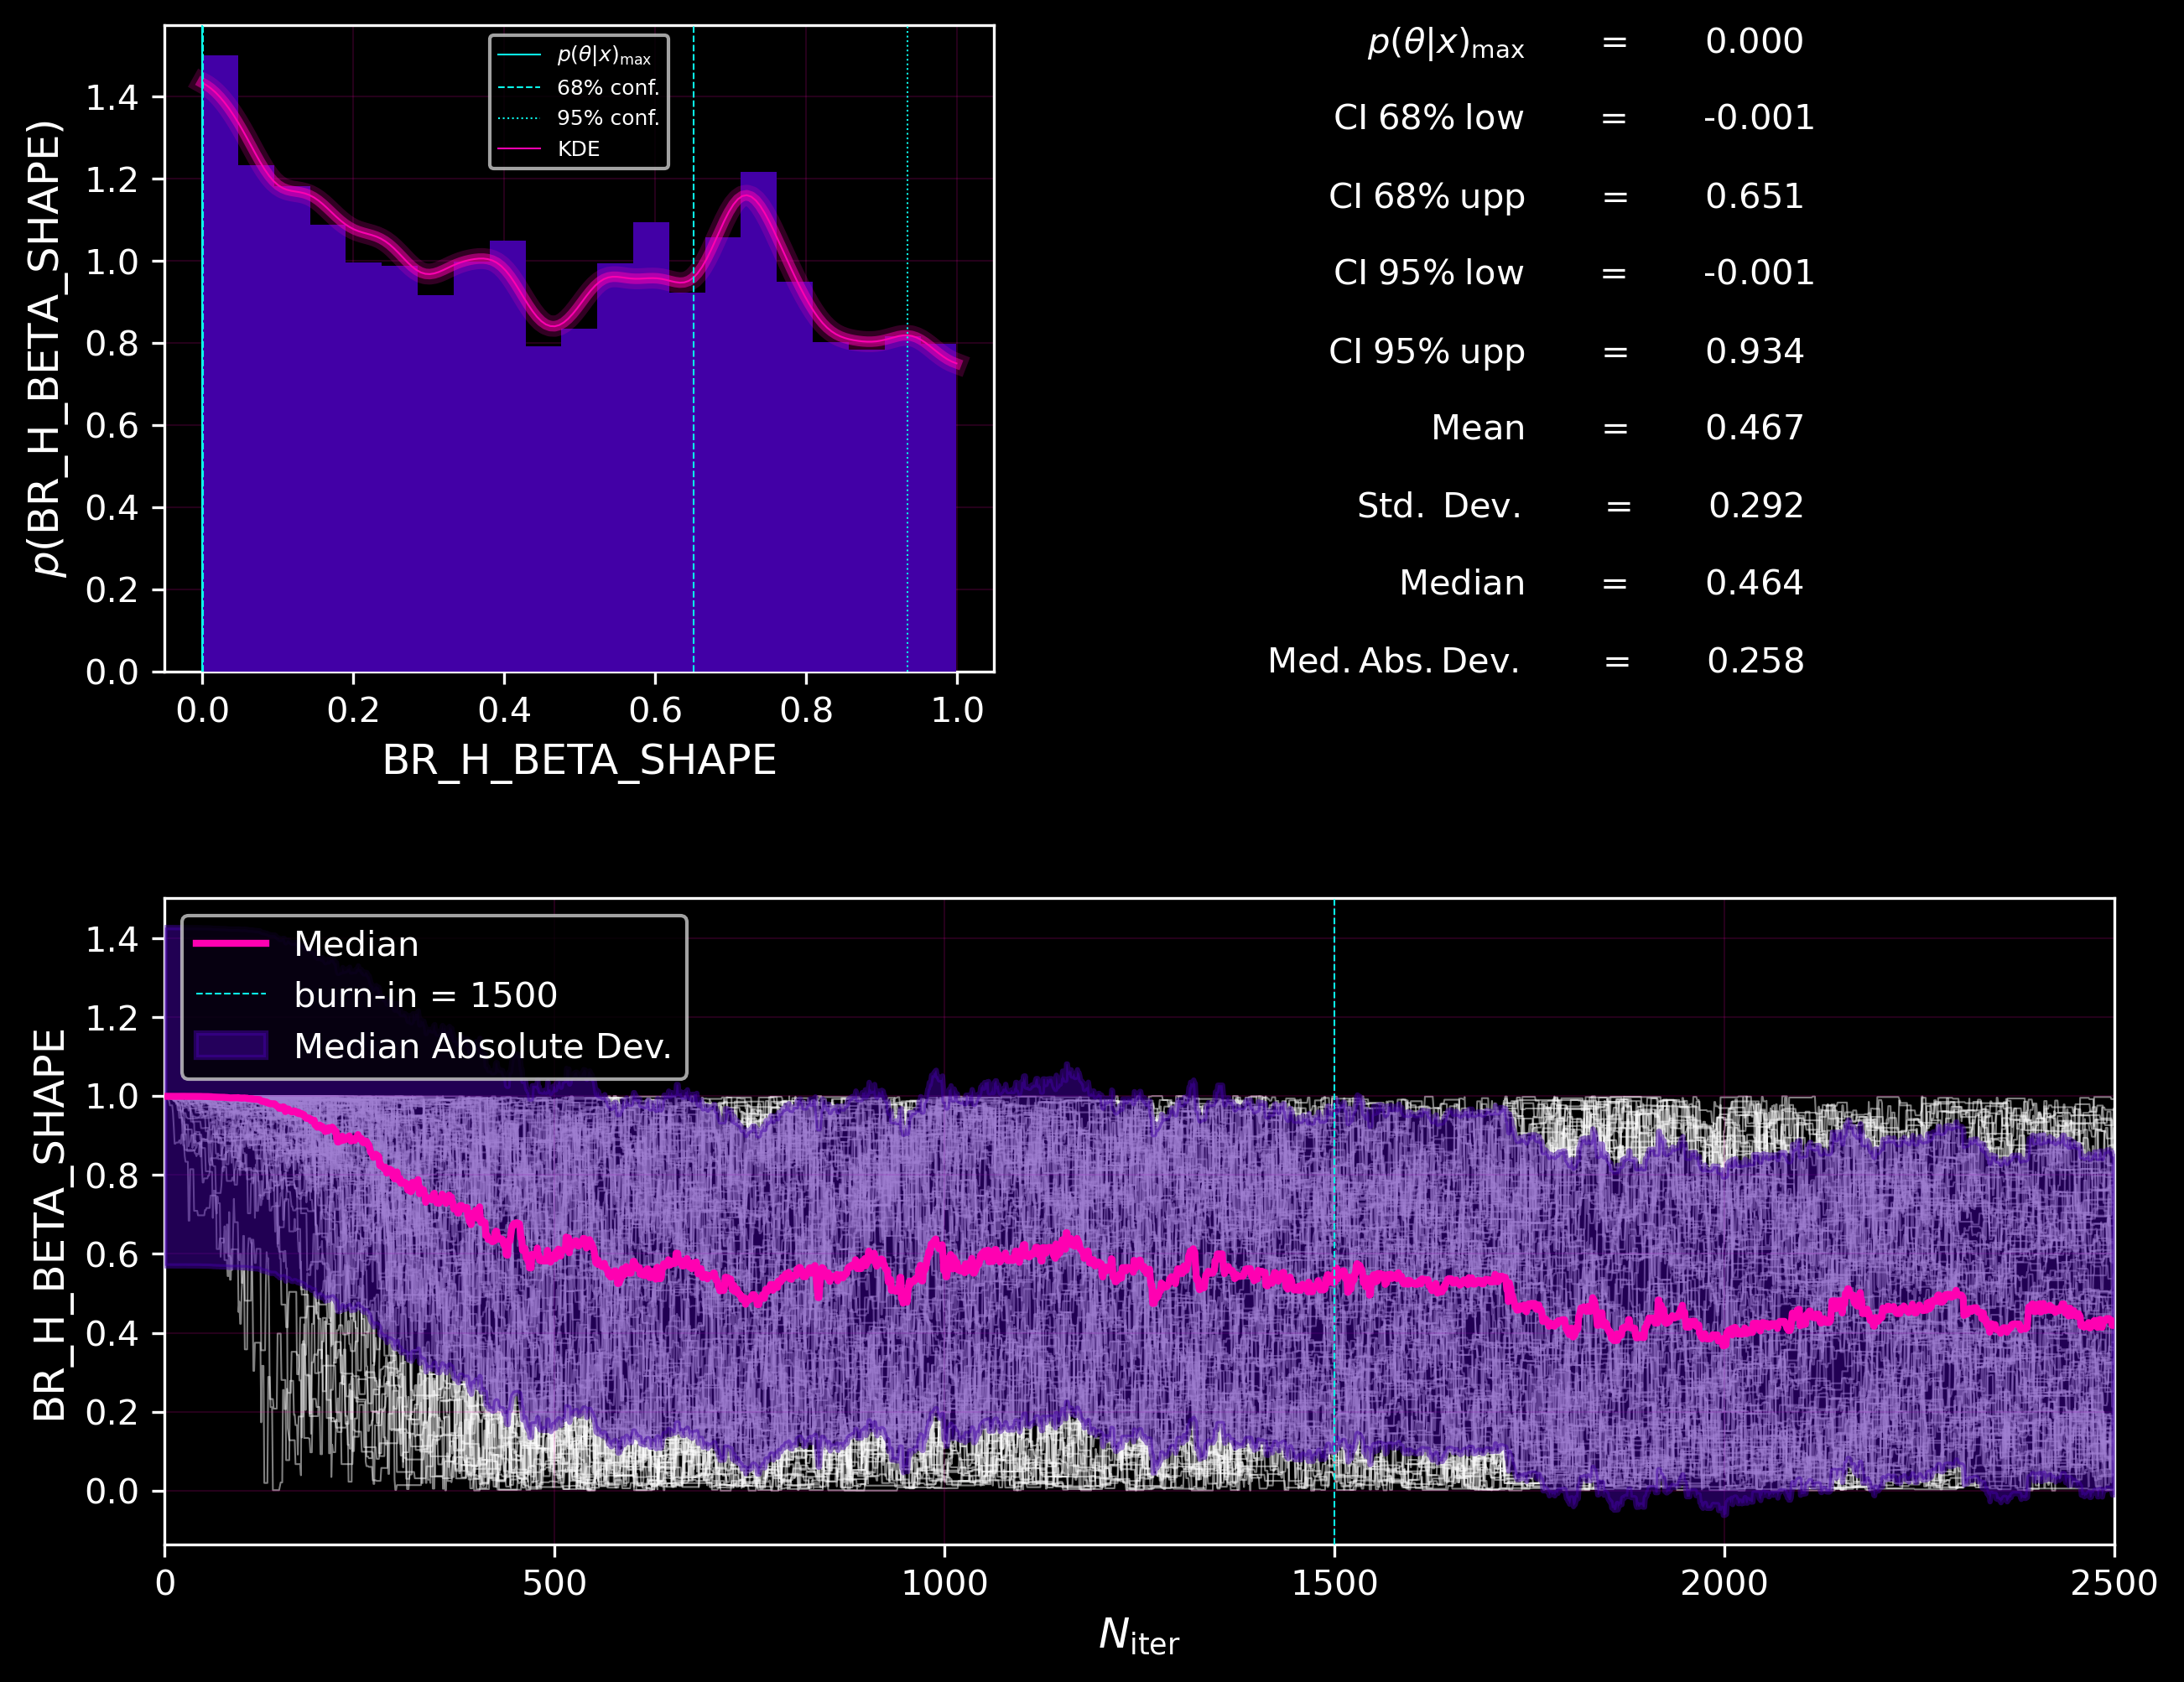 p(BR_H_BETA_SHAPE)
1.4
1.2
1.0
0.8
0.6
0.4
0.2
0.0
p(θ|x)max
68% conf.
95% conf.
KDE
0.0 0.2 0.4 0.6 0.8 1.0
BR_H_BETA_SHAPE
p(θ|x)max = 0.000
CI 68% low = -0.001
CI 68% upp = 0.651
CI 95% low = -0.001
CI 95% upp = 0.934
Mean = 0.467
Std. Dev. = 0.292
Median = 0.464
Med. Abs. Dev. = 0.258
BR_H_BETA_SHAPE
1.4
1.2
1.0
0.8
0.6
0.4
0.2
0.0
Median
burn-in = 1500
Median Absolute Dev.
0 500 1000 1500 2000 2500
Niter